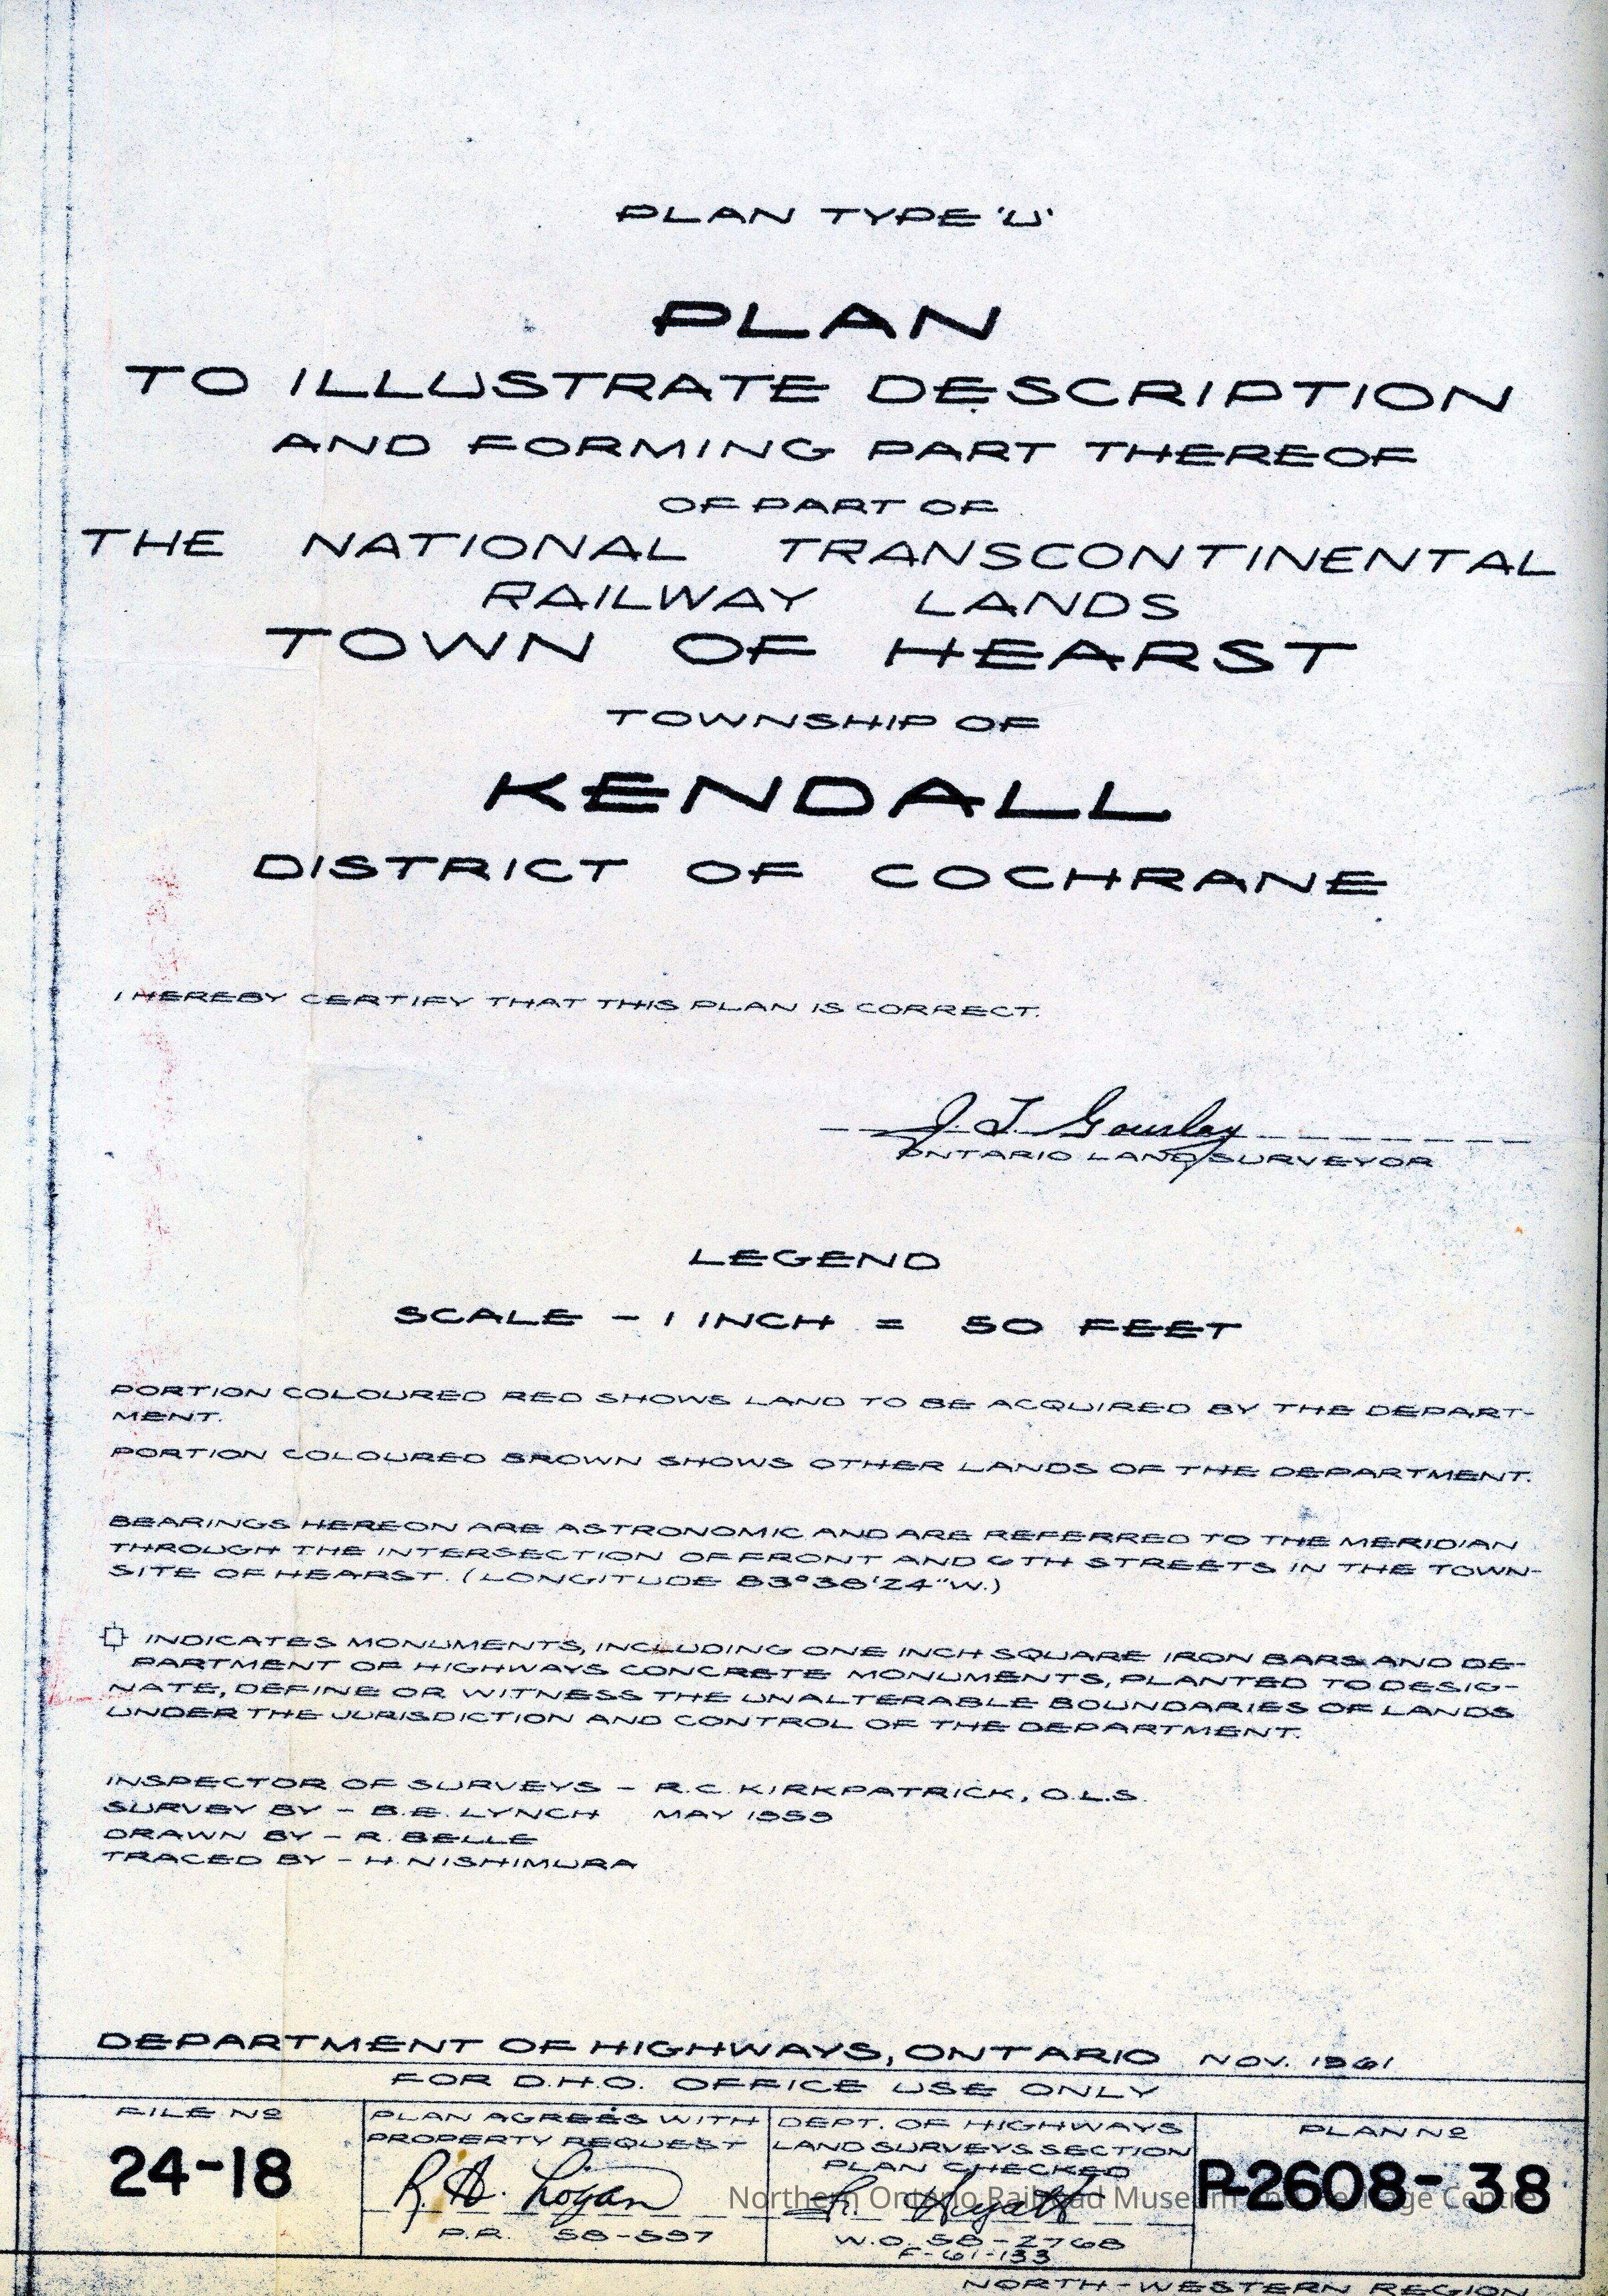 PLAN TYPE 'U'
PLAN
TO ILLUSTRATE DESCRIPTION
AND FORMING PART THEREOF
OF PART OF
THE NATIONAL TRANSCONTINENTAL
RAILWAY LANDS
TOWN OF HEARST
TOWNSHIP OF
KENDALL
DISTRICT OF COCHRANE
I HEREBY CERTIFY THAT THIS PLAN IS CORRECT.
J. T. Gourlay
ONTARIO LAND SURVEYOR
LEGEND
SCALE - 1 INCH = 50 FEET
PORTION COLOURED RED SHOWS LAND TO BE ACQUIRED BY THE DEPART-
MENT.
PORTION COLOURED BROWN SHOWS OTHER LANDS OF THE DEPARTMENT.
BEARINGS HEREON ARE ASTRONOMIC AND ARE REFERRED TO THE MERIDIAN
THROUGH THE INTERSECTION OF FRONT AND 6TH STREETS IN THE TOWN-
SITE OF HEARST. (LONGITUDE W.)
INDICATES MONUMENTS, INCLUDING ONE INCH SQUARE IRON BARS AND DE-
PARTMENT OF HIGHWAYS CONCRETE MONUMENTS, PLANTED TO DESIG-
NATE, DEFINE OR WITNESS THE UNALTERABLE BOUNDARIES OF LANDS
UNDER THE JURISDICTION AND CONTROL OF THE DEPARTMENT.
INSPECTOR OF SURVEYS - R.C. KIRKPATRICK, O.L.S.
SURVEY BY - B.E. LYNCH MAY 1959
DRAWN BY - R. BELLE
TRACED BY - H. NISHIMURA
DEPARTMENT OF HIGHWAYS, ONTARIO NOV. 1961
FOR D.H.O. OFFICE USE ONLY
FILE Nº
24-18
PLAN AGREES WITH
PROPERTY REQUEST
R. H. Logan
P.R.
DEPT. OF HIGHWAYS
LAND SURVEYS SECTION
PLAN CHECKED
R. Hyatt
W.O. 58-2768
F-61-133
PLAN Nº
P-2608-38
Northern Ontario Railroad Museum and Heritage Centre
NORTH-WESTERN REGION